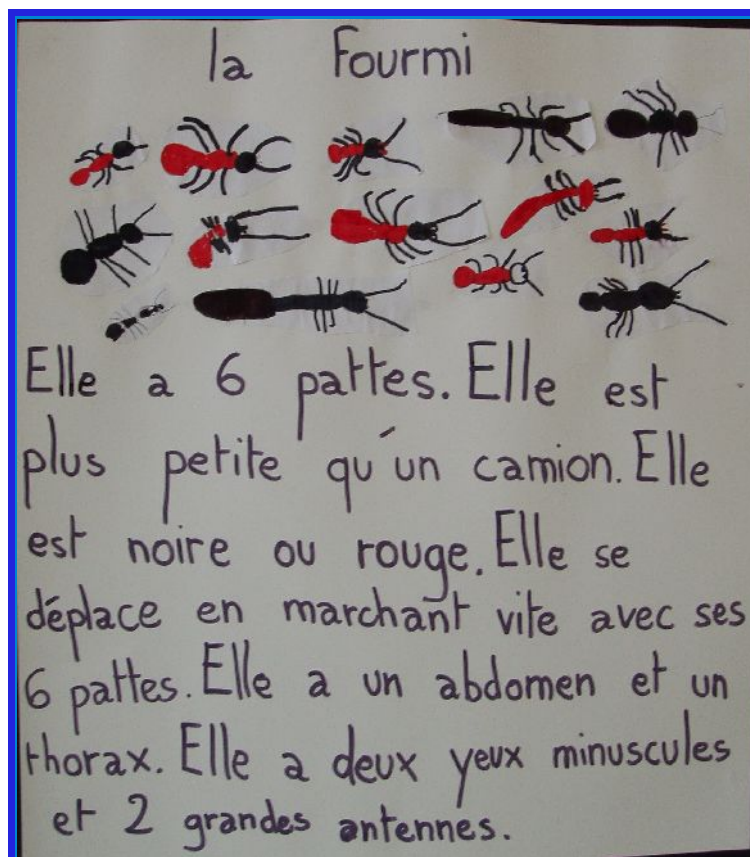 la Fourmi
Elle a 6 pattes. Elle est
plus petite qu'un camion. Elle
est noire ou rouge. Elle se
déplace en marchant vite avec ses
6 pattes. Elle a un abdomen et un
thorax. Elle a deux yeux minuscules
et 2 grandes antennes.